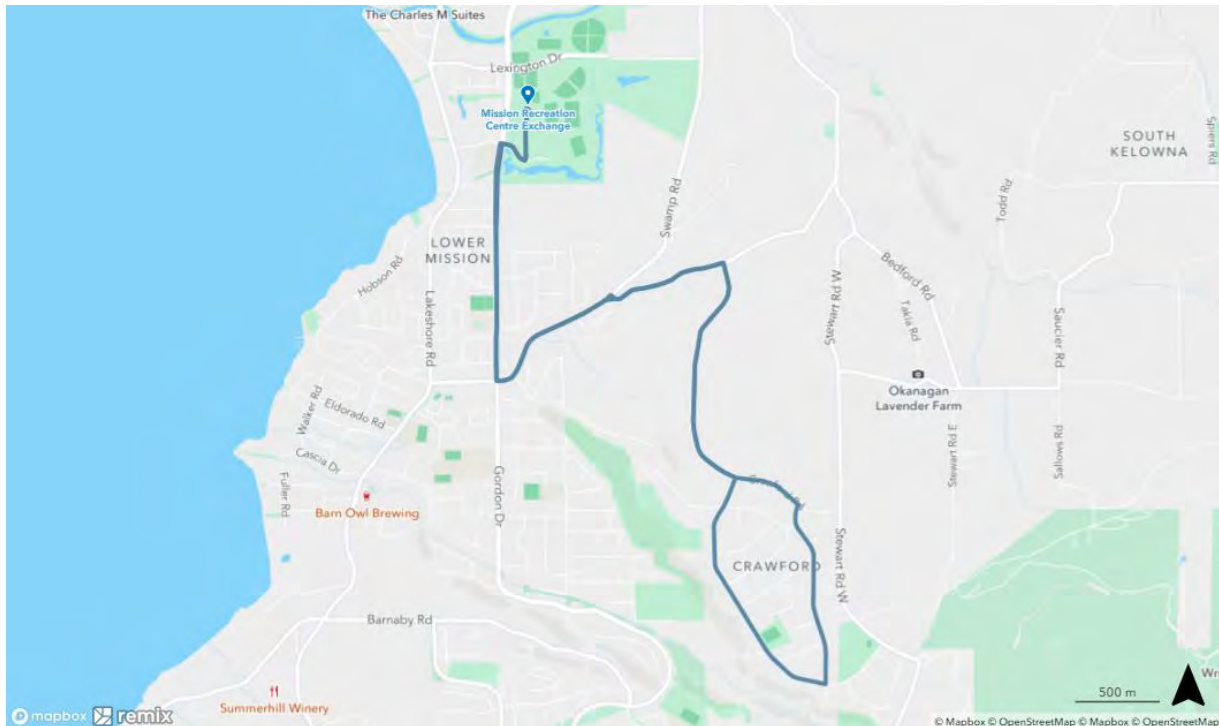 The Charles M Suites
Lexington Dr
Mission Recreation
Centre Exchange
SOUTH
KELOWNA
Spiers Rd
Todd Rd
Swamp Rd
LOWER
MISSION
Hobson Rd
Lakeshore Rd
Bedford Rd
Takla Rd
Stewart Rd W
Saucier Rd
Okanagan
Lavender Farm
Walker Rd
Eldorado Rd
Cascia Dr
Fuller Rd
Gordon Dr
Stewart Rd E
Sallows Rd
Barn Owl Brewing
Stewart Rd W
CRAWFORD
Barnaby Rd
Summerhill Winery
500 m
mapbox remix
© Mapbox © OpenStreetMap © Mapbox © OpenStreetMap